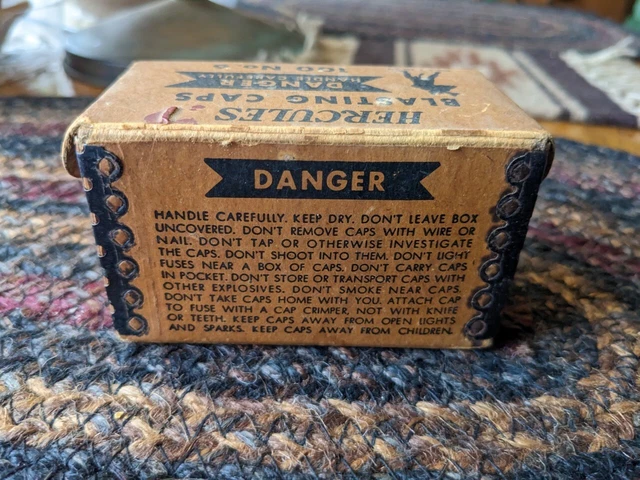 HERCULES
BLASTING CAPS
DANGER
HANDLE CAREFULLY
100 No. 6
DANGER
HANDLE CAREFULLY. KEEP DRY. DON'T LEAVE BOX
UNCOVERED. DON'T REMOVE CAPS WITH WIRE OR
NAIL. DON'T TAP OR OTHERWISE INVESTIGATE
THE CAPS. DON'T SHOOT INTO THEM. DON'T LIGHT
FUSES NEAR A BOX OF CAPS. DON'T CARRY CAPS
IN POCKET. DON'T STORE OR TRANSPORT CAPS WITH
OTHER EXPLOSIVES. DON'T SMOKE NEAR CAPS.
DON'T TAKE CAPS HOME WITH YOU. ATTACH CAP
TO FUSE WITH A CAP CRIMPER, NOT WITH KNIFE
OR TEETH. KEEP CAPS AWAY FROM OPEN LIGHTS
AND SPARKS. KEEP CAPS AWAY FROM CHILDREN.